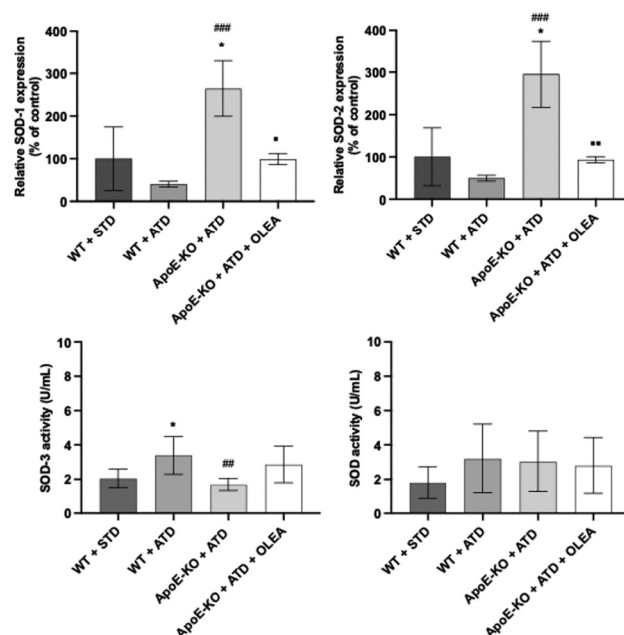 Relative SOD-1 expression
(% of control)
400
300
200
100
0
###
*
▪
WT + STD
WT + ATD
ApoE-KO + ATD
ApoE-KO + ATD + OLEA
Relative SOD-2 expression
(% of control)
400
300
200
100
0
###
*
▪▪
WT + STD
WT + ATD
ApoE-KO + ATD
ApoE-KO + ATD + OLEA
SOD-3 activity (U/mL)
10
8
6
4
2
0
*
##
WT + STD
WT + ATD
ApoE-KO + ATD
ApoE-KO + ATD + OLEA
SOD activity (U/mL)
10
8
6
4
2
0
WT + STD
WT + ATD
ApoE-KO + ATD
ApoE-KO + ATD + OLEA